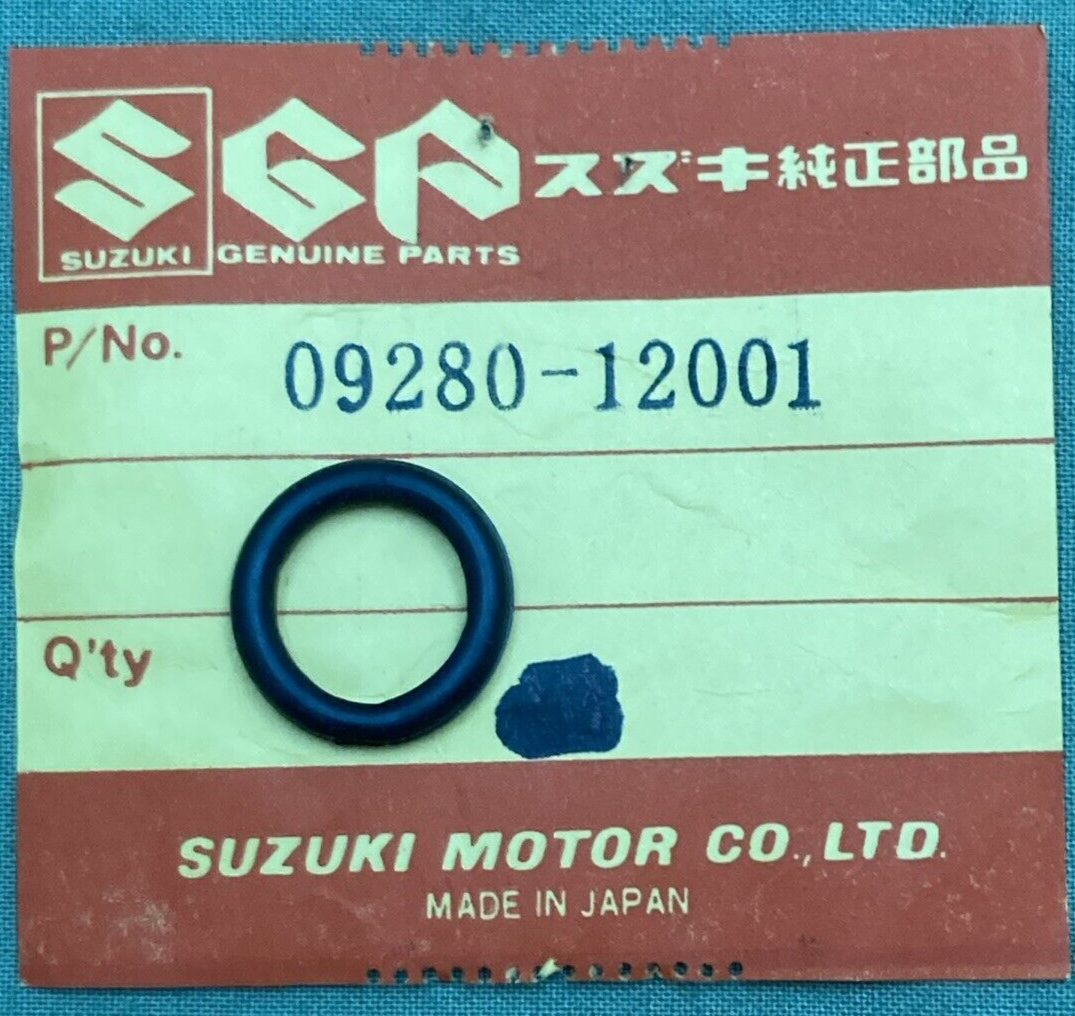 SGP スズキ純正部品
SUZUKI GENUINE PARTS
P/No. 09280-12001
Q'ty
SUZUKI MOTOR CO.,LTD.
MADE IN JAPAN